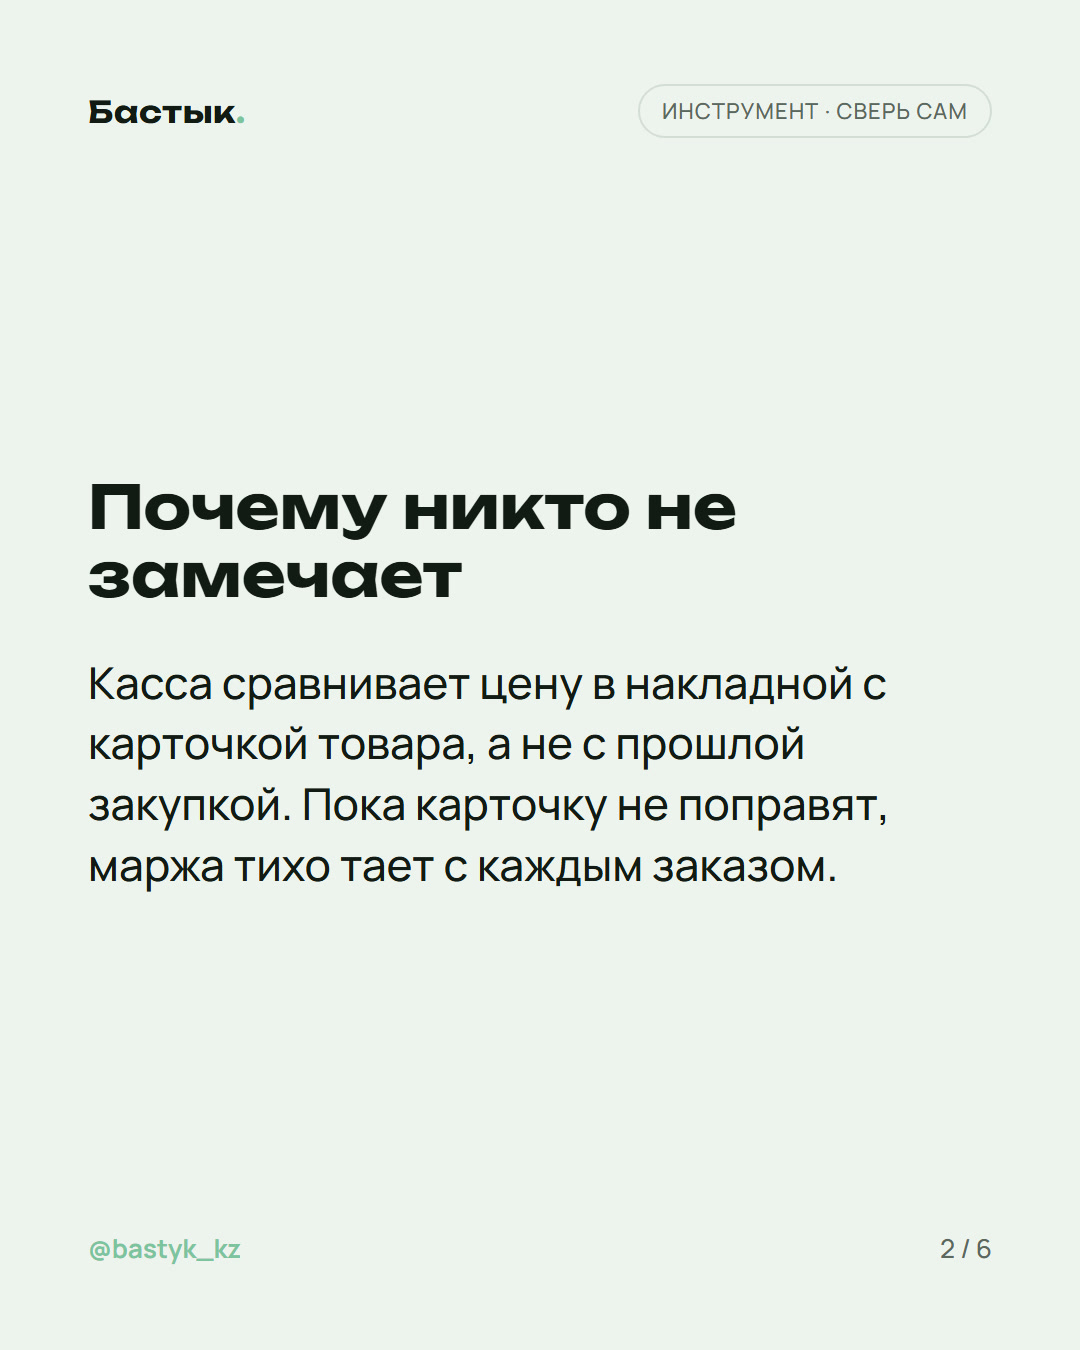 Бастык.
ИНСТРУМЕНТ · СВЕРЬ САМ
Почему никто не
замечает
Касса сравнивает цену в накладной с
карточкой товара, а не с прошлой
закупкой. Пока карточку не поправят,
маржа тихо тает с каждым заказом.
@bastyk_kz
2 / 6